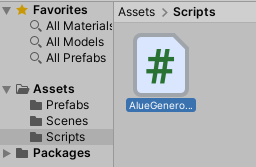 Favorites
All Materials
All Models
All Prefabs
Assets
Prefabs
Scenes
Scripts
Packages
Assets > Scripts
#
AlueGenero...